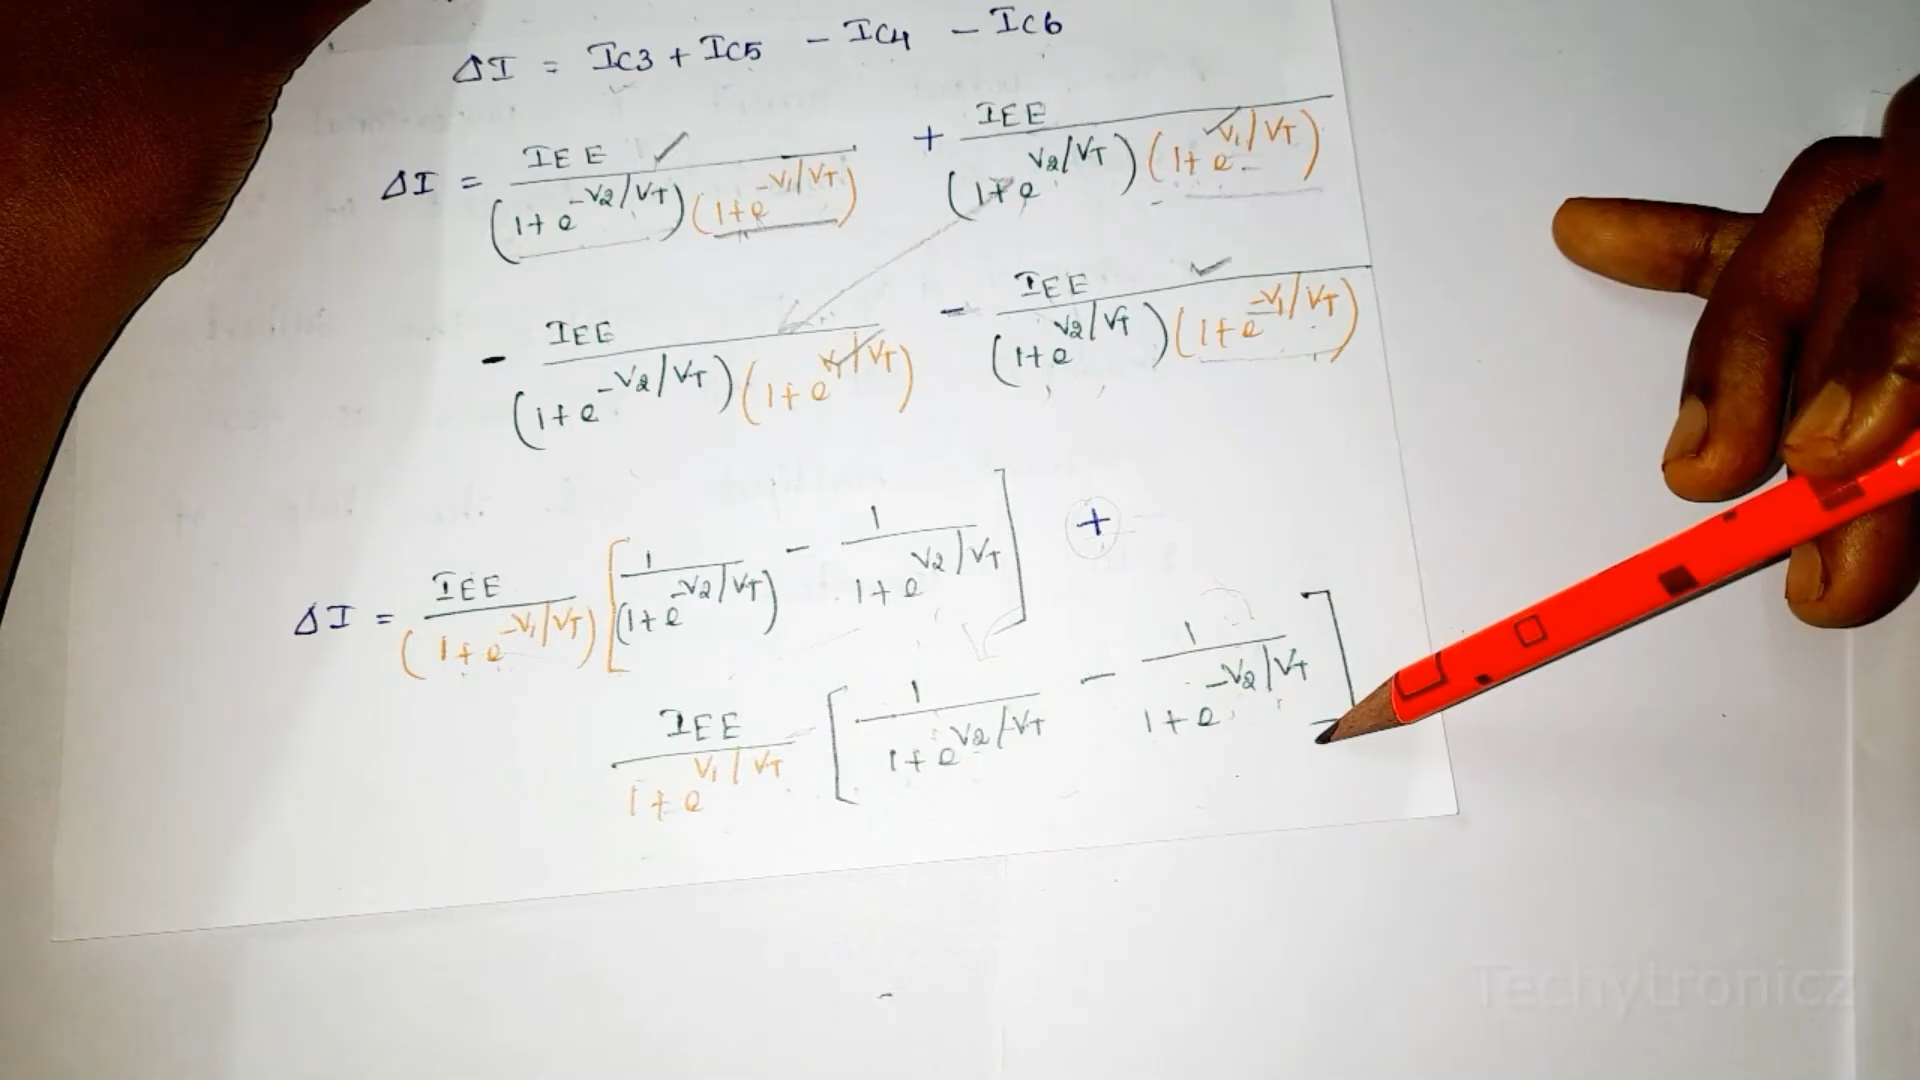 ΔI = IC3 + IC5 - IC4 - IC6
ΔI = IEE / (1+e^-V2/VT)(1+e^-V1/VT) + IEE / (1+e^V2/VT)(1+e^V1/VT)
- IEE / (1+e^-V2/VT)(1+e^V1/VT) - IEE / (1+e^V2/VT)(1+e^-V1/VT)
ΔI = IEE / (1+e^-V1/VT) [1 / (1+e^-V2/VT) - 1 / 1+e^V2/VT] +
IEE / 1+e^V1/VT [1 / 1+e^V2/VT - 1 / 1+e^-V2/VT]
Techytronicz